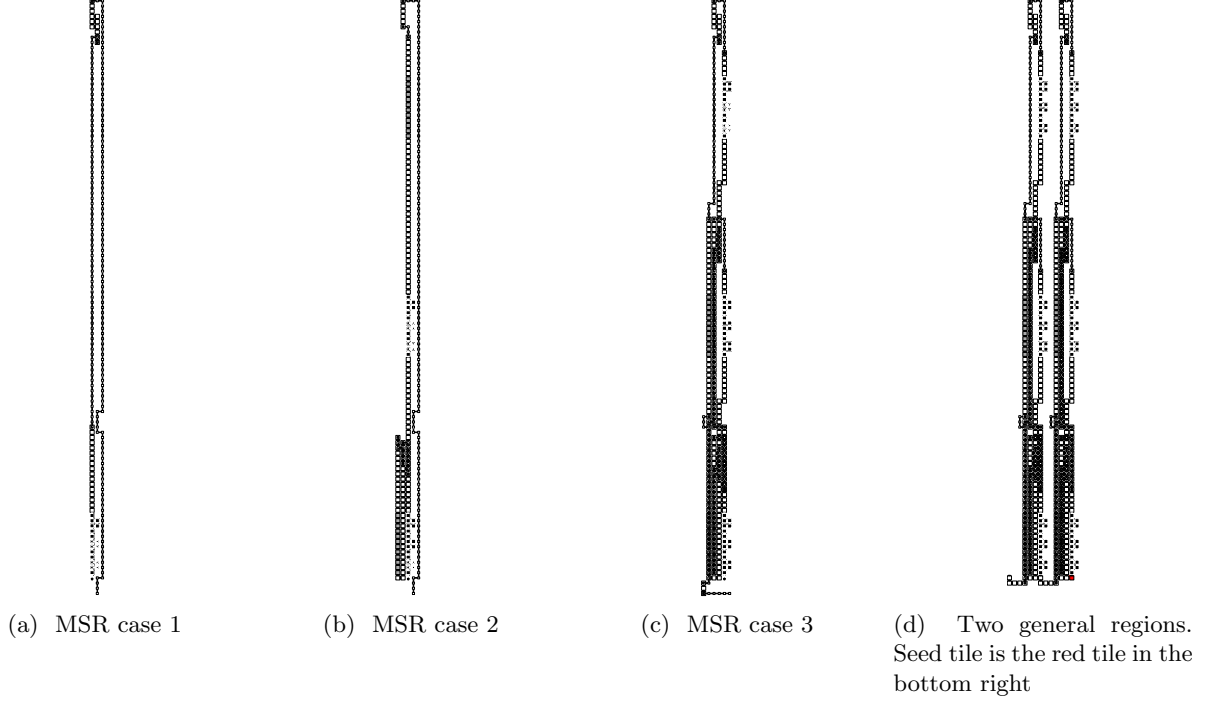 (a) MSR case 1
(b) MSR case 2
(c) MSR case 3
(d) Two general regions.
Seed tile is the red tile in the
bottom right